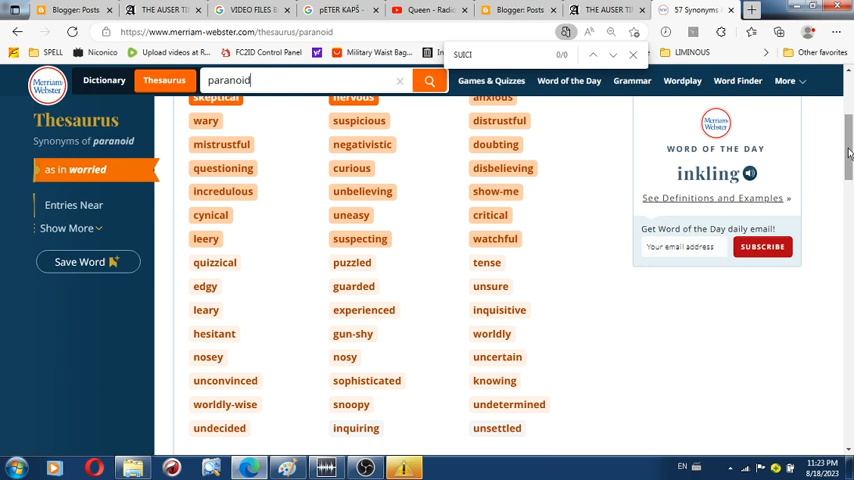 Blogger: Posts
THE AUSER TIM
VIDEO FILES B
pETER KAPS -
Queen - Radio
Blogger: Posts
THE AUSER TIM
57 Synonyms &
https://www.merriam-webster.com/thesaurus/paranoid
SPELL
Niconico
Upload videos at R...
FC2ID Control Panel
Military Waist Bag...
LIMINOUS
Other favorites
SUICI
0/0
Merriam-
Webster
Dictionary
Thesaurus
paranoid
Games & Quizzes
Word of the Day
Grammar
Wordplay
Word Finder
More
Thesaurus
Synonyms of paranoid
as in worried
Entries Near
Show More
Save Word
skeptical nervous anxious
wary suspicious distrustful
mistrustful negativistic doubting
questioning curious disbelieving
incredulous unbelieving show-me
cynical uneasy critical
leery suspecting watchful
quizzical puzzled tense
edgy guarded unsure
leary experienced inquisitive
hesitant gun-shy worldly
nosey nosy uncertain
unconvinced sophisticated knowing
worldly-wise snoopy undetermined
undecided inquiring unsettled
Merriam-
Webster
WORD OF THE DAY
inkling
See Definitions and Examples »
Get Word of the Day daily email!
Your email address
SUBSCRIBE
EN
11:23 PM
8/18/2023